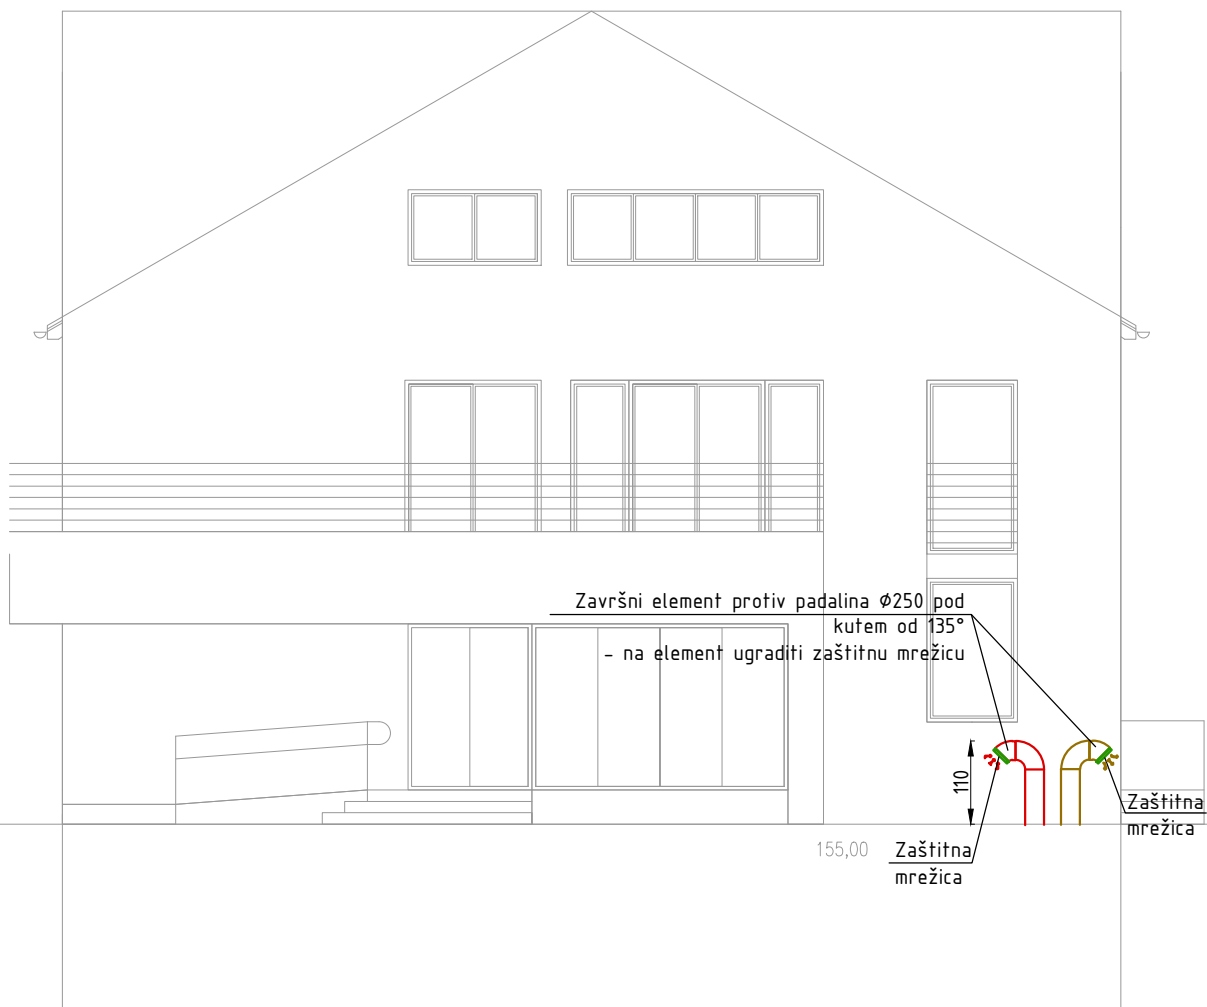 Završni element protiv padalina Ø250 pod
kutem od 135°
- na element ugraditi zaštitnu mrežicu
110
Zaštitna
mrežica
155,00
Zaštitna
mrežica